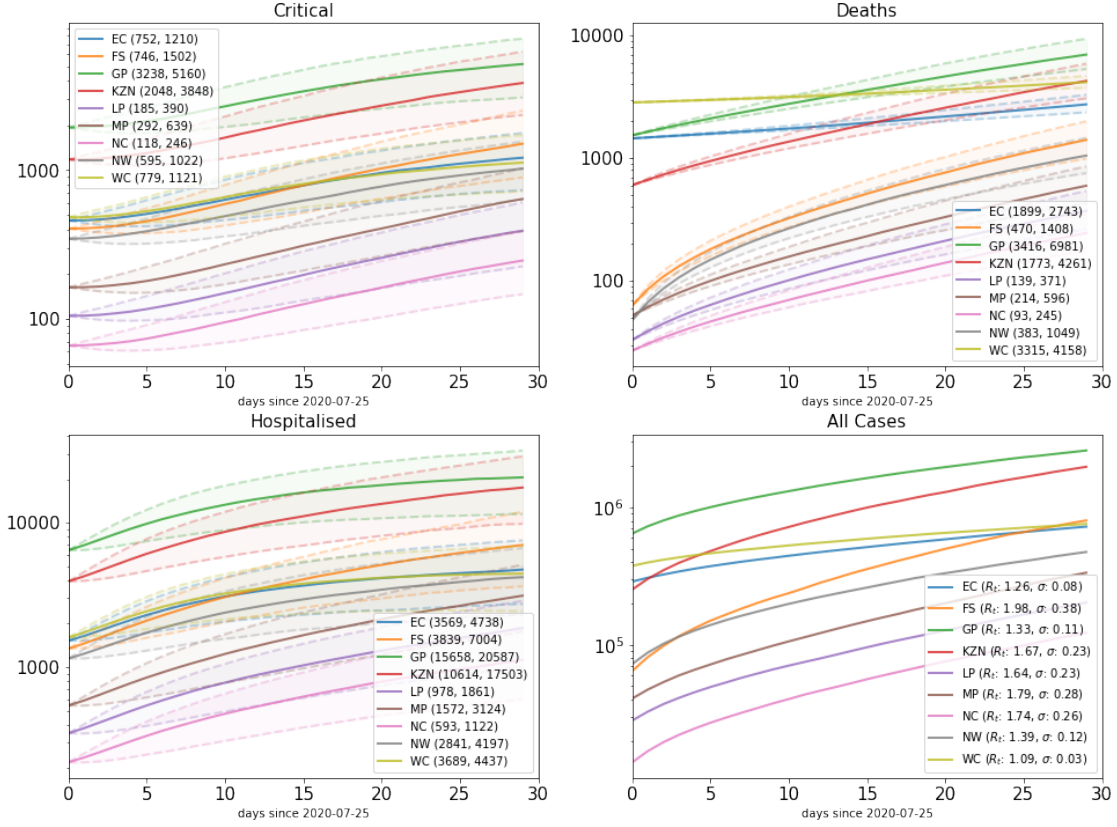 Critical
EC (752, 1210)
FS (746, 1502)
GP (3238, 5160)
KZN (2048, 3848)
LP (185, 390)
MP (292, 639)
NC (118, 246)
NW (595, 1022)
WC (779, 1121)
1000
100
0 5 10 15 20 25 30
days since 2020-07-25
Deaths
10000
1000
100
EC (1899, 2743)
FS (470, 1408)
GP (3416, 6981)
KZN (1773, 4261)
LP (139, 371)
MP (214, 596)
NC (93, 245)
NW (383, 1049)
WC (3315, 4158)
0 5 10 15 20 25 30
days since 2020-07-25
Hospitalised
10000
1000
EC (3569, 4738)
FS (3839, 7004)
GP (15658, 20587)
KZN (10614, 17503)
LP (978, 1861)
MP (1572, 3124)
NC (593, 1122)
NW (2841, 4197)
WC (3689, 4437)
0 5 10 15 20 25 30
days since 2020-07-25
All Cases
10⁶
10⁵
EC (Rₜ: 1.26, σ: 0.08)
FS (Rₜ: 1.98, σ: 0.38)
GP (Rₜ: 1.33, σ: 0.11)
KZN (Rₜ: 1.67, σ: 0.23)
LP (Rₜ: 1.64, σ: 0.23)
MP (Rₜ: 1.79, σ: 0.28)
NC (Rₜ: 1.74, σ: 0.26)
NW (Rₜ: 1.39, σ: 0.12)
WC (Rₜ: 1.09, σ: 0.03)
0 5 10 15 20 25 30
days since 2020-07-25